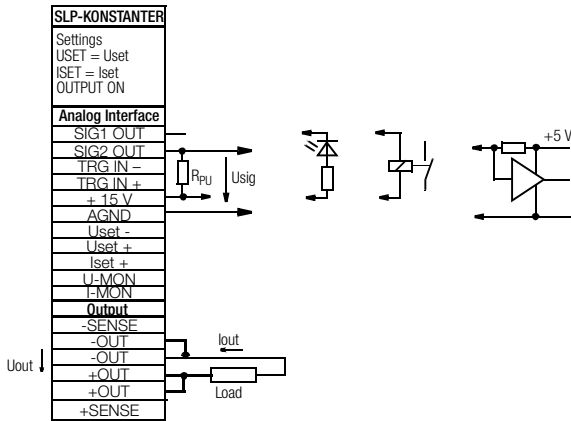 SLP-KONSTANTER
Settings
USET = Uset
ISET = Iset
OUTPUT ON
Analog Interface
SIG1 OUT
SIG2 OUT
TRG IN –
TRG IN +
+ 15 V
AGND
Uset -
Uset +
Iset +
U-MON
I-MON
Output
-SENSE
-OUT
-OUT
+OUT
+OUT
+SENSE
RPU
Usig
+5 V
Uout
Iout
Load